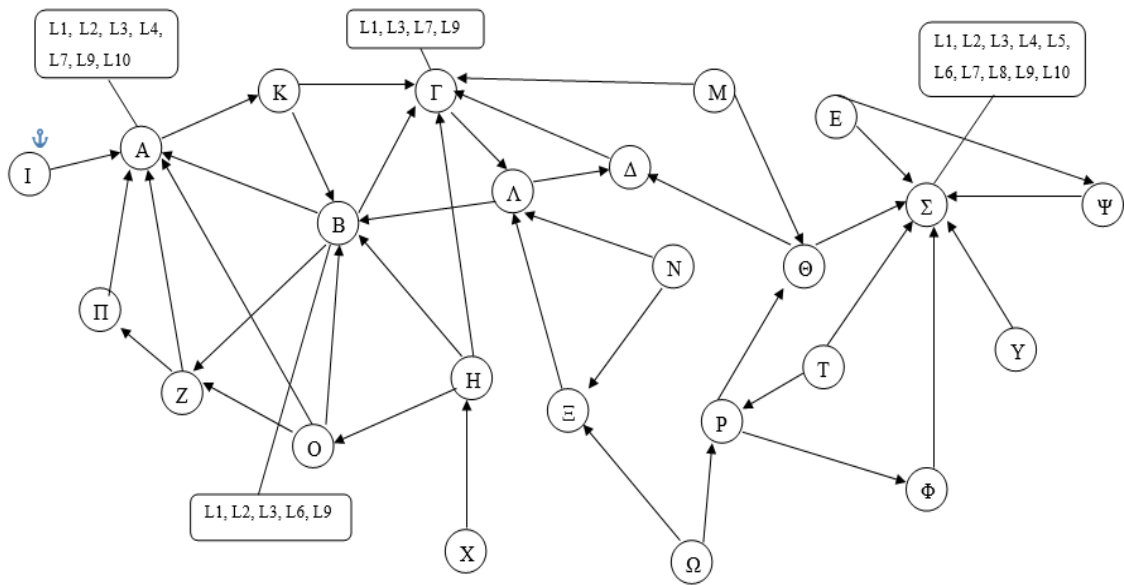 L1, L2, L3, L4,
L7, L9, L10
L1, L3, L7, L9
L1, L2, L3, L4, L5,
L6, L7, L8, L9, L10
Κ
Γ
Μ
Ε
Α
Ι
Δ
Λ
Σ
Ψ
Β
Ν
Θ
Π
Υ
Τ
Ζ
Η
Ξ
Ρ
Ο
Φ
L1, L2, L3, L6, L9
Χ
Ω